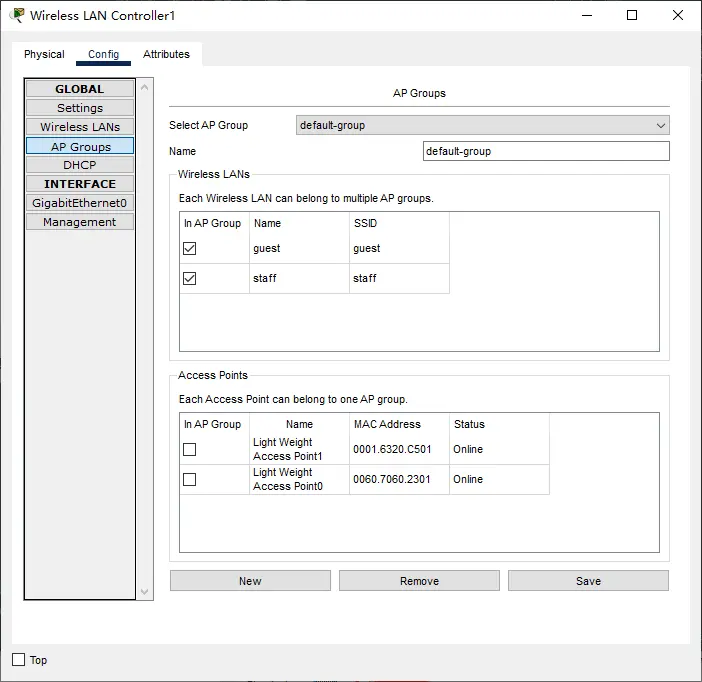 Wireless LAN Controller1
Physical Config Attributes
GLOBAL
Settings
Wireless LANs
AP Groups
DHCP
INTERFACE
GigabitEthernet0
Management
AP Groups
Select AP Group default-group
Name default-group
Wireless LANs
Each Wireless LAN can belong to multiple AP groups.
In AP Group Name SSID
guest guest
staff staff
Access Points
Each Access Point can belong to one AP group.
In AP Group Name MAC Address Status
Light Weight
Access Point1 0001.6320.C501 Online
Light Weight
Access Point0 0060.7060.2301 Online
New Remove Save
Top